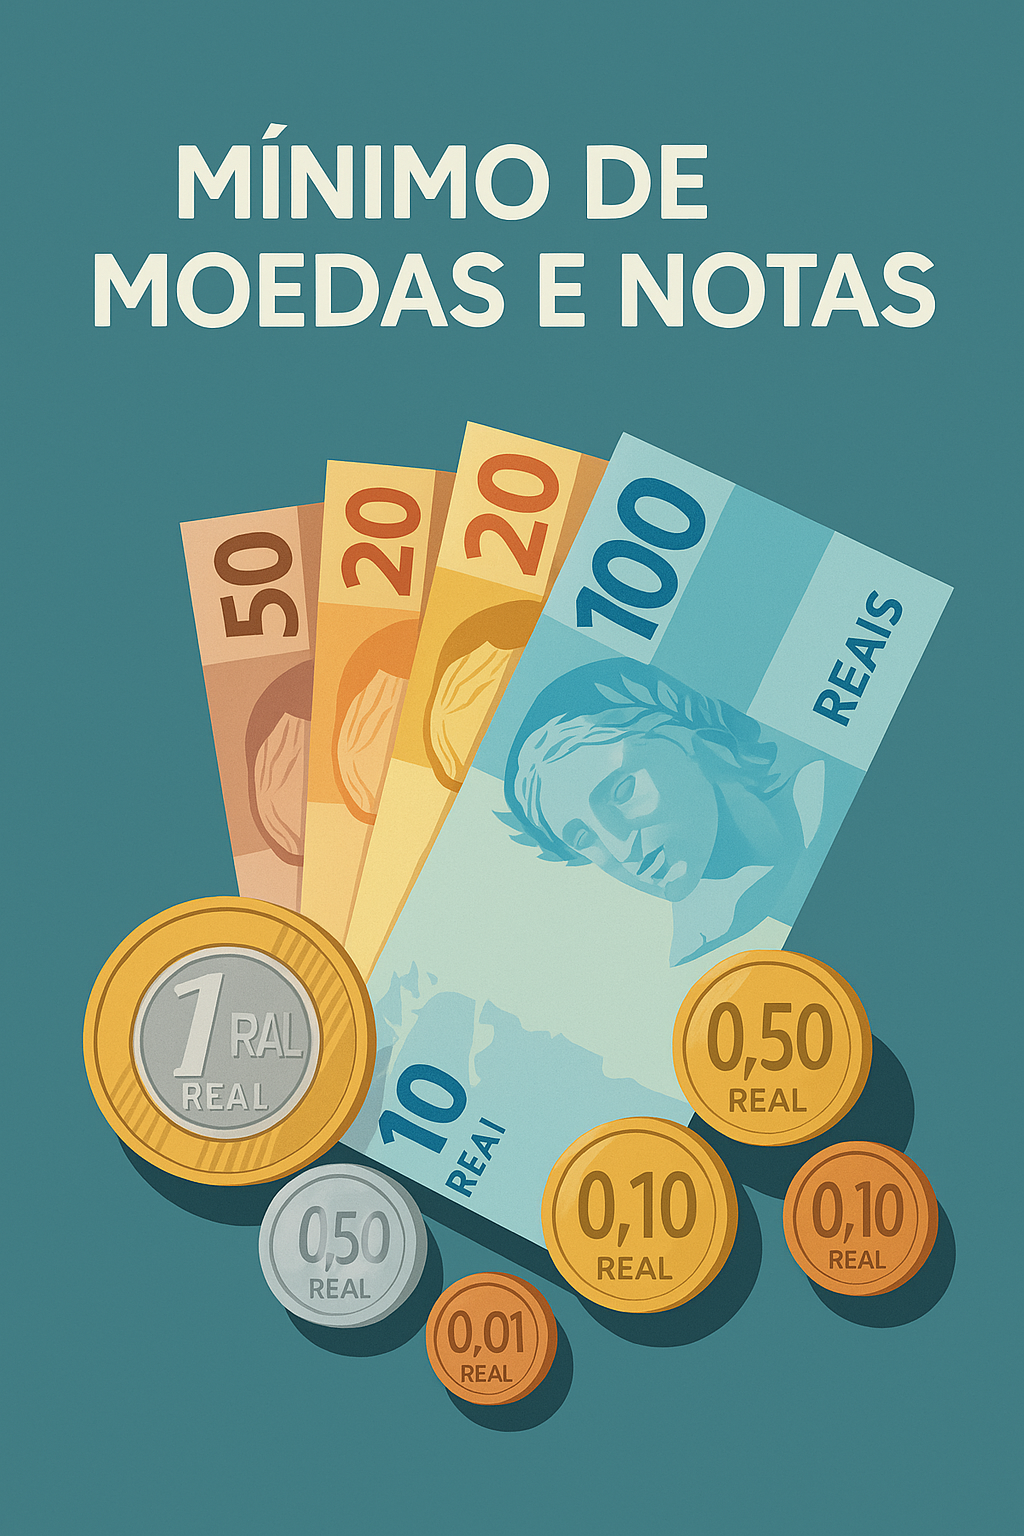 MÍNIMO DE
MOEDAS E NOTAS
50
20
20
100
REAIS
1 RAL
REAL
10
REAI
0,50
REAL
0,50
REAL
0,10
REAL
0,10
REAL
0,01
REAL